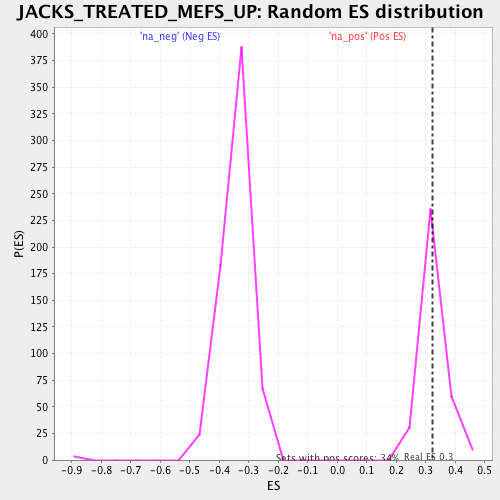 JACKS_TREATED_MEFS_UP: Random ES distribution
'na_neg' (Neg ES) 'na_pos' (Pos ES)
400
375
350
325
300
275
250
225
200
175
150
125
100
75
50
25
0
P(ES)
Sets with pos scores: 34% Real ES 0.3
−0.9 −0.8 −0.7 −0.6 −0.5 −0.4 −0.3 −0.2 −0.1 0.0 0.1 0.2 0.3 0.4 0.5
ES